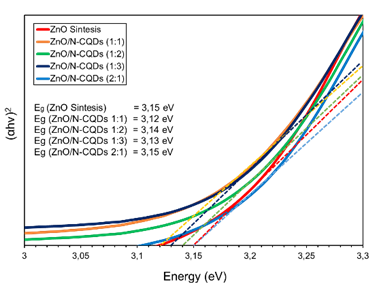 ZnO Sintesis
ZnO/N-CQDs (1:1)
ZnO/N-CQDs (1:2)
ZnO/N-CQDs (1:3)
ZnO/N-CQDs (2:1)
Eg (ZnO Sintesis) = 3,15 eV
Eg (ZnO/N-CQDs 1:1) = 3,12 eV
Eg (ZnO/N-CQDs 1:2) = 3,14 eV
Eg (ZnO/N-CQDs 1:3) = 3,13 eV
Eg (ZnO/N-CQDs 2:1) = 3,15 eV
(αhv)²
3 3,05 3,1 3,15 3,2 3,25 3,3
Energy (eV)